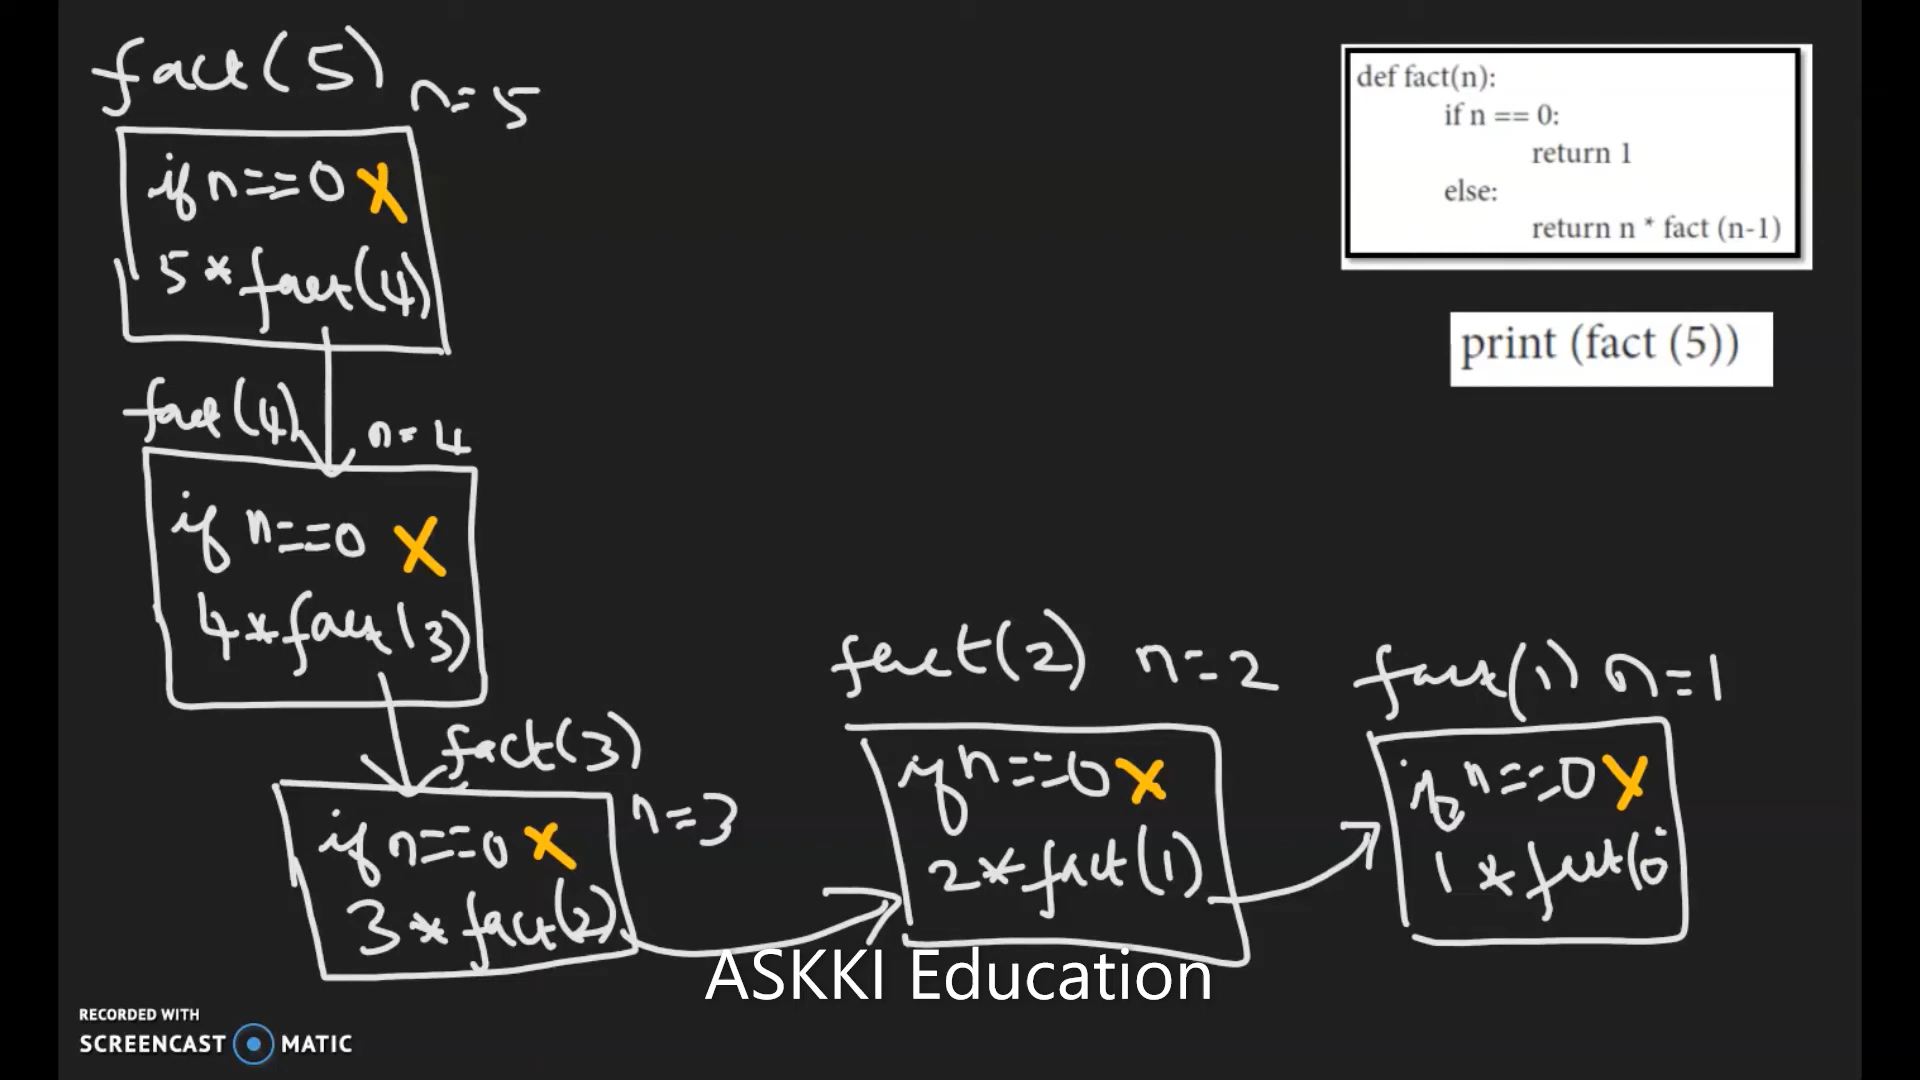 fact(5)
n=5
if n==0 X
5*fact(4)
fact(4)
n=4
if n==0 X
4*fact(3)
fact(3)
n=3
if n==0 X
3*fact(2)
fact(2) n=2
if n==0 X
2*fact(1)
fact(1) n=1
if n==0 X
1*fact(0
def fact(n):
if n == 0:
return 1
else:
return n * fact (n-1)
print (fact (5))
ASKKI Education
RECORDED WITH
SCREENCAST MATIC